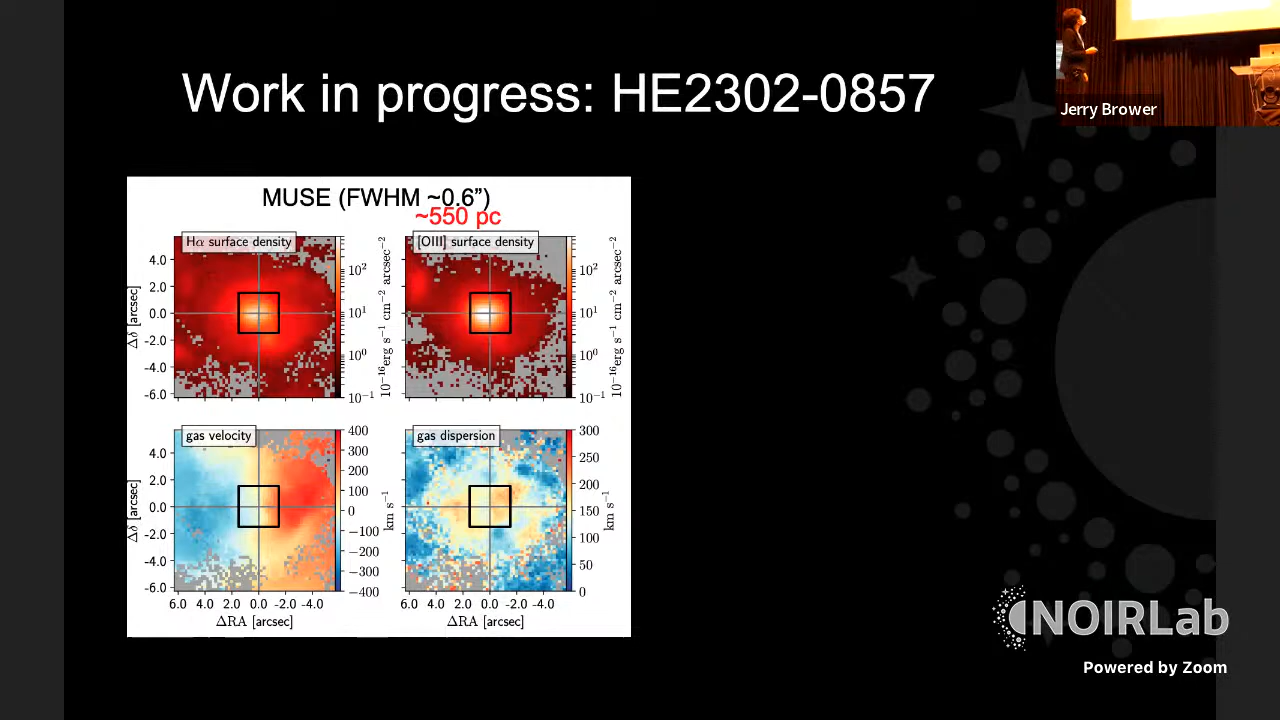 Work in progress: HE2302-0857
Jerry Brower
MUSE (FWHM ~0.6”)
~550 pc
Hα surface density
[OIII] surface density
4.0
2.0
0.0
-2.0
-4.0
-6.0
Δδ [arcsec]
10²
10¹
10⁰
10⁻¹
10⁻¹⁶erg s⁻¹ cm⁻² arcsec⁻²
10²
10¹
10⁰
10⁻¹
10⁻¹⁶erg s⁻¹ cm⁻² arcsec⁻²
gas velocity
gas dispersion
4.0
2.0
0.0
-2.0
-4.0
-6.0
Δδ [arcsec]
400
300
200
100
0
−100
−200
−300
−400
km s⁻¹
300
250
200
150
100
50
0
km s⁻¹
6.0 4.0 2.0 0.0 -2.0 -4.0
6.0 4.0 2.0 0.0 -2.0 -4.0
ΔRA [arcsec]
ΔRA [arcsec]
NOIRLab
Powered by Zoom